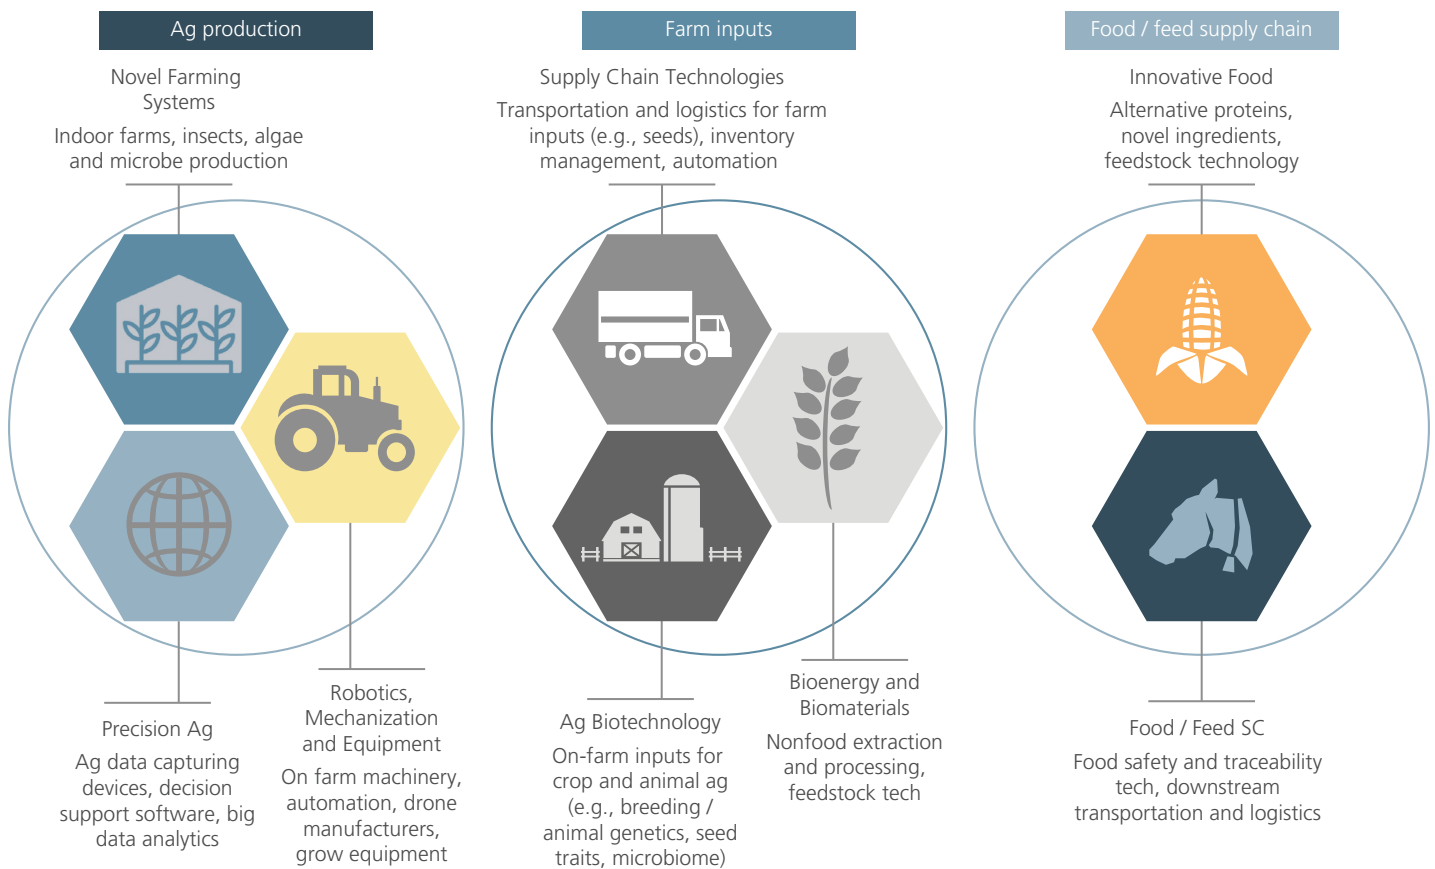 Ag production
Novel Farming
Systems
Indoor farms, insects, algae
and microbe production
Precision Ag
Ag data capturing
devices, decision
support software, big
data analytics
Robotics,
Mechanization
and Equipment
On farm machinery,
automation, drone
manufacturers,
grow equipment
Farm inputs
Supply Chain Technologies
Transportation and logistics for farm
inputs (e.g., seeds), inventory
management, automation
Ag Biotechnology
On-farm inputs for
crop and animal ag
(e.g., breeding /
animal genetics, seed
traits, microbiome)
Bioenergy and
Biomaterials
Nonfood extraction
and processing,
feedstock tech
Food / feed supply chain
Innovative Food
Alternative proteins,
novel ingredients,
feedstock technology
Food / Feed SC
Food safety and traceability
tech, downstream
transportation and logistics